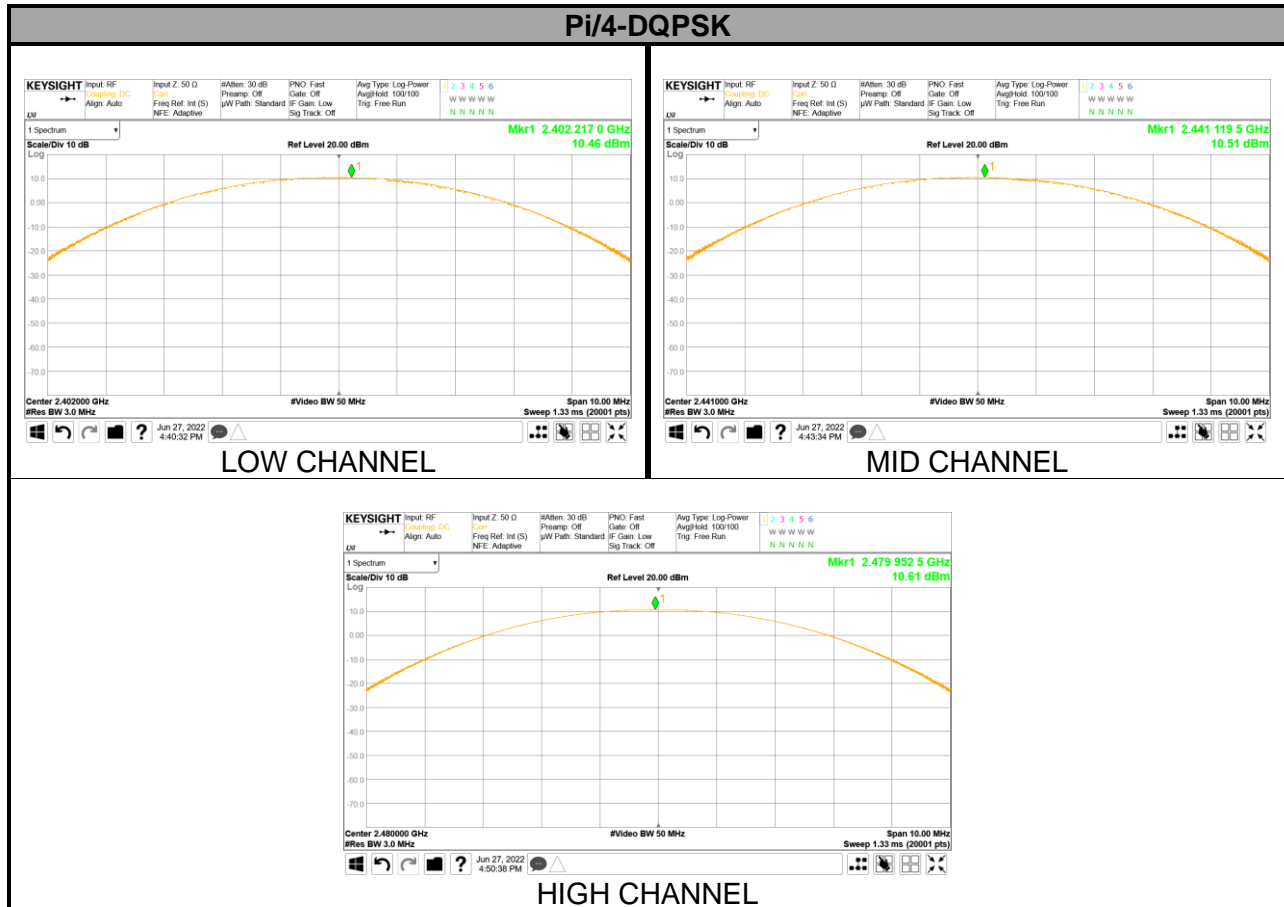 Pi/4-DQPSK
KEYSIGHT Input: RF Input Z: 50 Ω #Atten: 30 dB PNO: Fast Avg Type: Log-Power 1 2 3 4 5 6
Coupling: DC Corr Preamp: Off Gate: Off Avg|Hold: 100/100 W W W W W
Align: Auto Freq Ref: Int (S) µW Path: Standard IF Gain: Low Trig: Free Run
NFE: Adaptive Sig Track: Off N N N N N
LXI
1 Spectrum
Mkr1 2.402 217 0 GHz
Scale/Div 10 dB Ref Level 20.00 dBm 10.46 dBm
Log
1
10.0
0.00
-10.0
-20.0
-30.0
-40.0
-50.0
-60.0
-70.0
Center 2.402000 GHz #Video BW 50 MHz Span 10.00 MHz
#Res BW 3.0 MHz Sweep 1.33 ms (20001 pts)
? Jun 27, 2022
4:40:32 PM
LOW CHANNEL
KEYSIGHT Input: RF Input Z: 50 Ω #Atten: 30 dB PNO: Fast Avg Type: Log-Power 1 2 3 4 5 6
Coupling: DC Corr Preamp: Off Gate: Off Avg|Hold: 100/100 W W W W W
Align: Auto Freq Ref: Int (S) µW Path: Standard IF Gain: Low Trig: Free Run
NFE: Adaptive Sig Track: Off N N N N N
LXI
1 Spectrum
Mkr1 2.441 119 5 GHz
Scale/Div 10 dB Ref Level 20.00 dBm 10.51 dBm
Log
1
10.0
0.00
-10.0
-20.0
-30.0
-40.0
-50.0
-60.0
-70.0
Center 2.441000 GHz #Video BW 50 MHz Span 10.00 MHz
#Res BW 3.0 MHz Sweep 1.33 ms (20001 pts)
? Jun 27, 2022
4:43:34 PM
MID CHANNEL
KEYSIGHT Input: RF Input Z: 50 Ω #Atten: 30 dB PNO: Fast Avg Type: Log-Power 1 2 3 4 5 6
Coupling: DC Corr Preamp: Off Gate: Off Avg|Hold: 100/100 W W W W W
Align: Auto Freq Ref: Int (S) µW Path: Standard IF Gain: Low Trig: Free Run
NFE: Adaptive Sig Track: Off N N N N N
LXI
1 Spectrum
Mkr1 2.479 952 5 GHz
Scale/Div 10 dB Ref Level 20.00 dBm 10.61 dBm
Log
1
10.0
0.00
-10.0
-20.0
-30.0
-40.0
-50.0
-60.0
-70.0
Center 2.480000 GHz #Video BW 50 MHz Span 10.00 MHz
#Res BW 3.0 MHz Sweep 1.33 ms (20001 pts)
? Jun 27, 2022
4:50:38 PM
HIGH CHANNEL